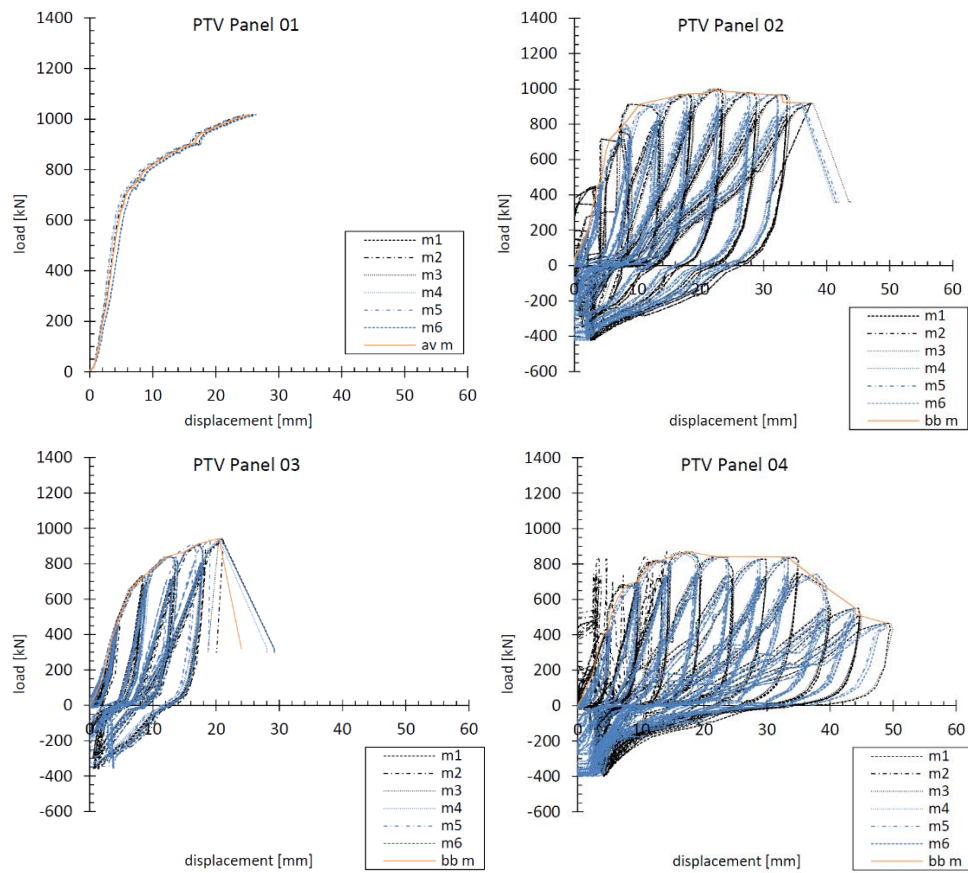 PTV Panel 01
1400
1200
1000
800
600
400
200
0
load [kN]
0 10 20 30 40 50 60
displacement [mm]
m1
m2
m3
m4
m5
m6
av m
PTV Panel 02
1400
1200
1000
800
600
400
200
0
-200
-400
-600
load [kN]
0 10 20 30 40 50 60
displacement [mm]
m1
m2
m3
m4
m5
m6
bb m
PTV Panel 03
1400
1200
1000
800
600
400
200
0
-200
-400
-600
load [kN]
0 10 20 30 40 50 60
displacement [mm]
m1
m2
m3
m4
m5
m6
bb m
PTV Panel 04
1400
1200
1000
800
600
400
200
0
-200
-400
-600
load [kN]
0 10 20 30 40 50 60
displacement [mm]
m1
m2
m3
m4
m5
m6
bb m